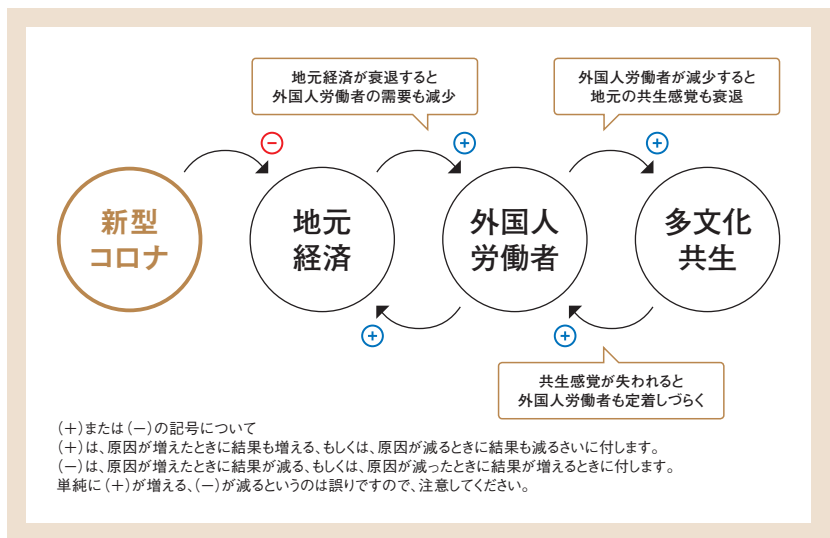 地元経済が衰退すると
外国人労働者の需要も減少
外国人労働者が減少すると
地元の共生感覚も衰退
−
+
+
新型
コロナ
地元
経済
外国人
労働者
多文化
共生
+
+
共生感覚が失われると
外国人労働者も定着しづらく
(+)または(−)の記号について
(+)は、原因が増えたときに結果も増える、もしくは、原因が減るときに結果も減るさいに付します。
(−)は、原因が増えたときに結果が減る、もしくは、原因が減ったときに結果が増えるときに付します。
単純に(+)が増える、(−)が減るというのは誤りですので、注意してください。